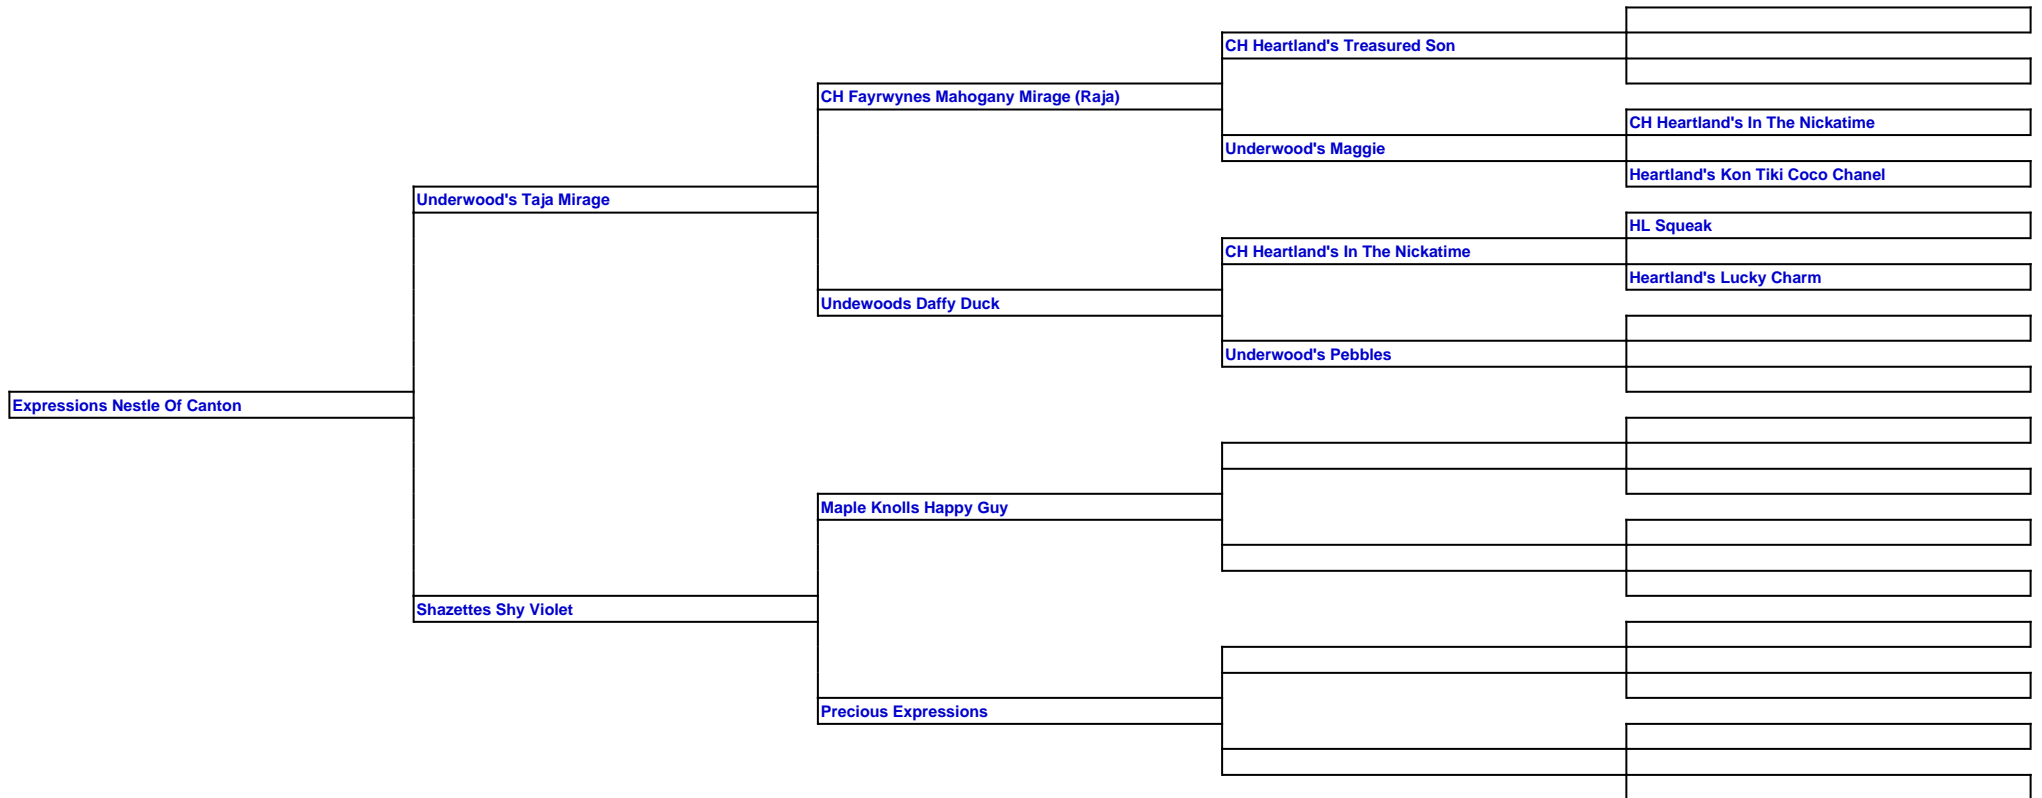 CH Heartland's Treasured Son
CH Fayrwynes Mahogany Mirage (Raja)
CH Heartland's In The Nickatime
Underwood's Maggie
Heartland's Kon Tiki Coco Chanel
Underwood's Taja Mirage
HL Squeak
CH Heartland's In The Nickatime
Heartland's Lucky Charm
Undewoods Daffy Duck
Underwood's Pebbles
Expressions Nestle Of Canton
Maple Knolls Happy Guy
Shazettes Shy Violet
Precious Expressions